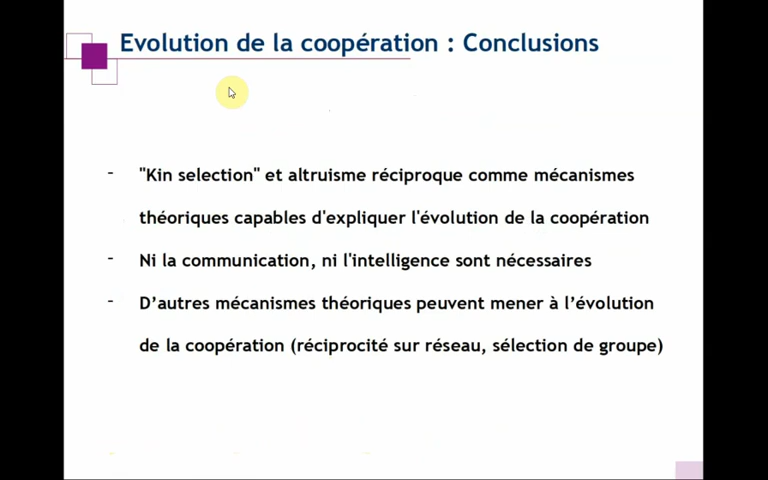 Evolution de la coopération : Conclusions
- "Kin selection" et altruisme réciproque comme mécanismes
théoriques capables d'expliquer l'évolution de la coopération
- Ni la communication, ni l'intelligence sont nécessaires
- D’autres mécanismes théoriques peuvent mener à l’évolution
de la coopération (réciprocité sur réseau, sélection de groupe)